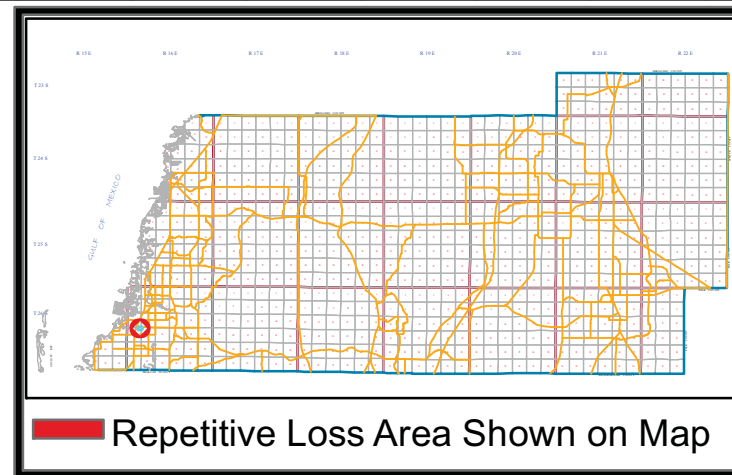 R 15 E R 16 E R 17 E R 18 E R 19 E R 20 E R 21 E R 22 E
T 23 S
T 24 S
GULF OF MEXICO
T 25 S
T 26 S
Repetitive Loss Area Shown on Map